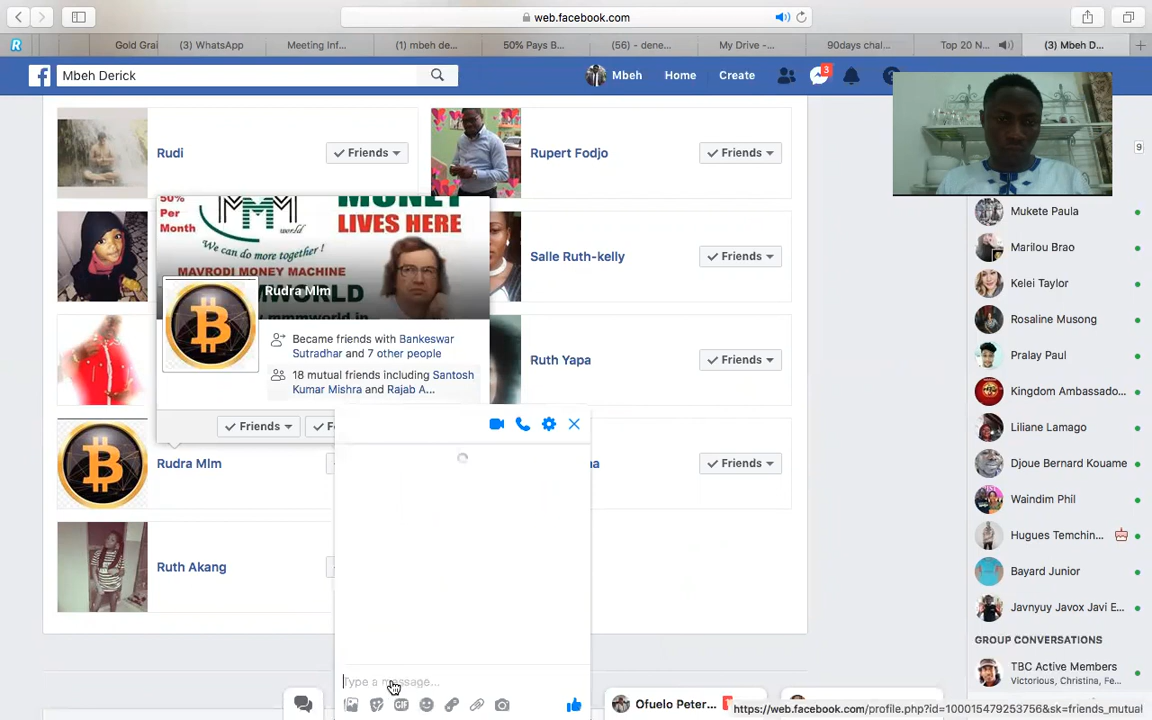 web.facebook.com
Gold Grai
(3) WhatsApp
Meeting Inf...
(1) mbeh de...
50% Pays B...
(56) - dene...
My Drive -...
90days chal...
Top 20 N...
(3) Mbeh D...
Mbeh Derick
Mbeh
Home
Create
3
Rudi
Friends
Rupert Fodjo
Friends
9
Mukete Paula
50%
Per
Month
MMM
world
We can do more together!
MAVRODI MONEY MACHINE
LIVES HERE
Salle Ruth-kelly
Friends
Marilou Brao
Kelei Taylor
Rudra Mlm
Rosaline Musong
Became friends with Bankeswar
Sutradhar and 7 other people
Ruth Yapa
Friends
Pralay Paul
18 mutual friends including Santosh
Kumar Mishra and Rajab A...
Kingdom Ambassado...
Friends
Liliane Lamago
Rudra Mlm
Friends
Djoue Bernard Kouame
Waindim Phil
Hugues Temchin...
Ruth Akang
Bayard Junior
Javnyuy Javox Javi E...
GROUP CONVERSATIONS
TBC Active Members
Victorious, Christina, Fe...
Type a message...
GIF
Ofuelo Peter...
https://web.facebook.com/profile.php?id=100015479253756&sk=friends_mutual